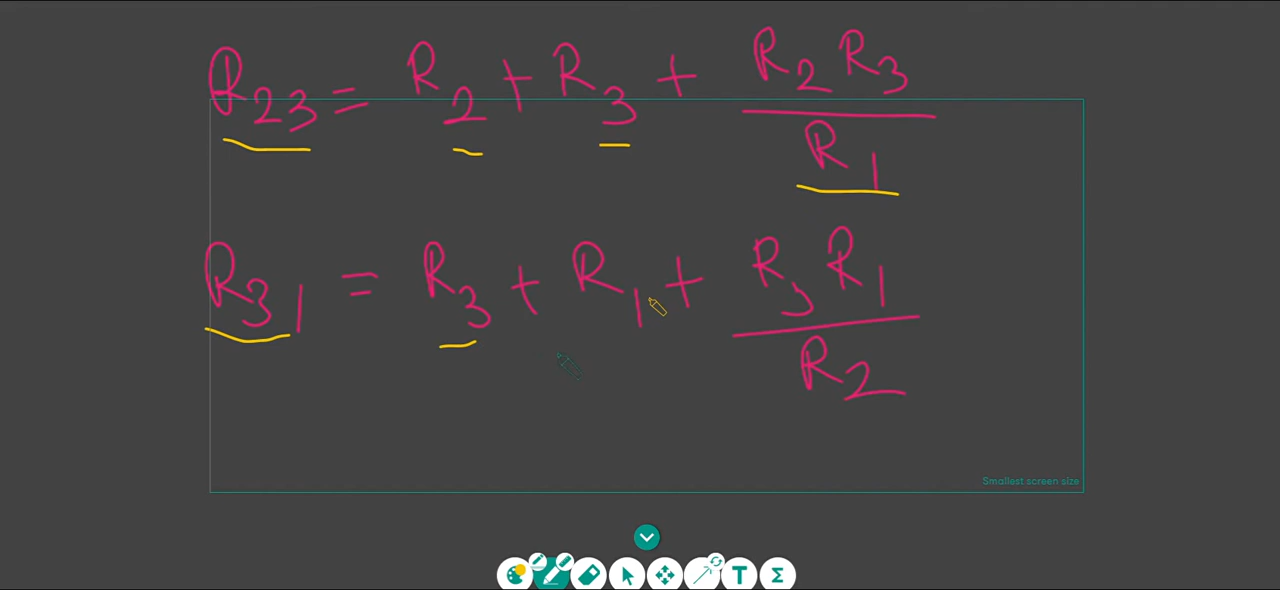 R₂₃ = R₂ + R₃ + R₂R₃/R₁
R₃₁ = R₃ + R₁ + R₃R₁/R₂
Smallest screen size
T Σ